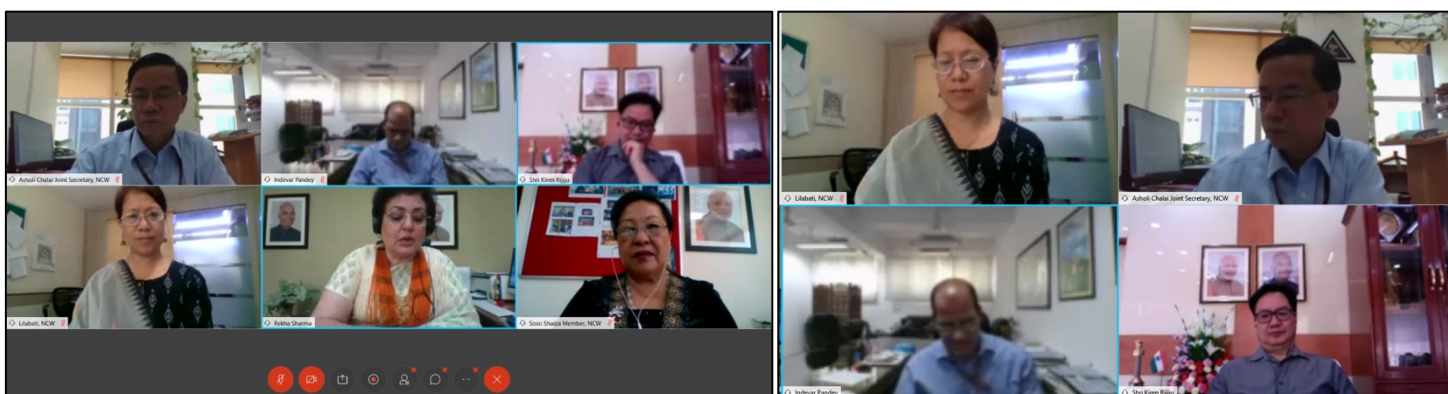 Asholi Chalai Joint Secretary, NCW
Indevar Pandey
Shri Kiren Rijiju
Lilabati, NCW
Rekha Sharma
Soso Shaiza Member, NCW
Lilabati, NCW
Asholi Chalai Joint Secretary, NCW
Indevar Pandey
Shri Kiren Rijiju